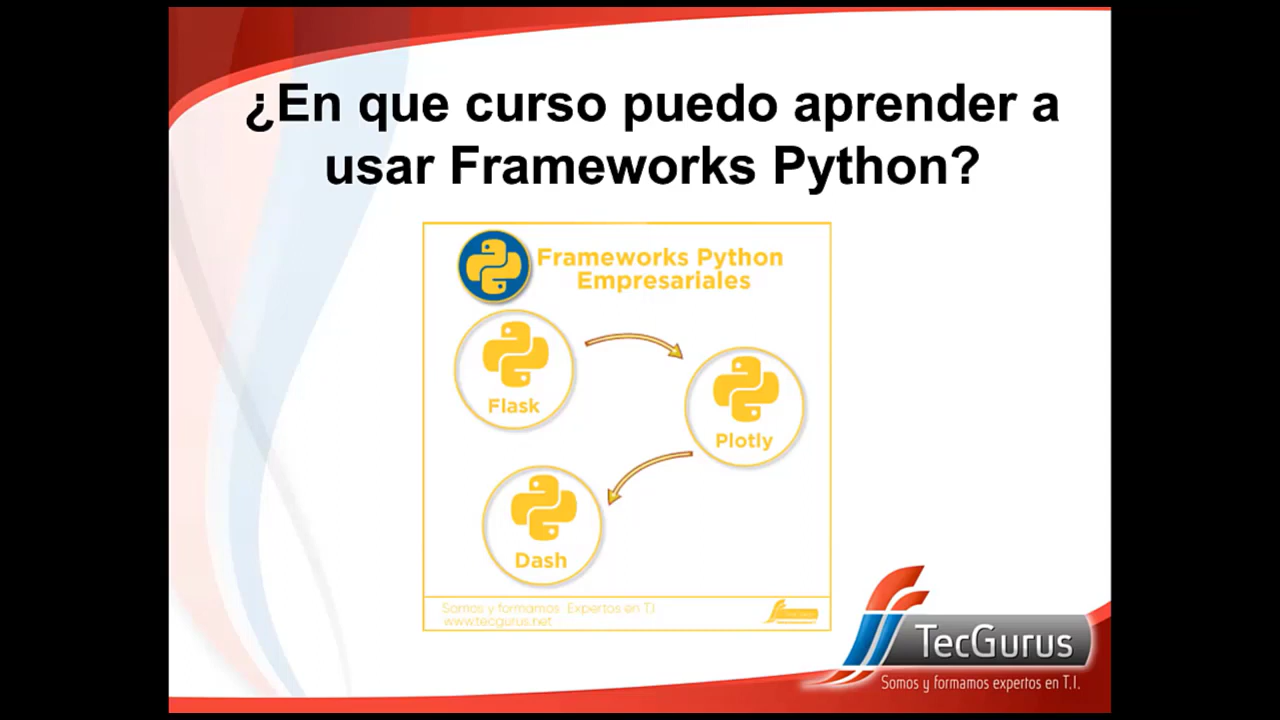 ¿En que curso puedo aprender a
usar Frameworks Python?
Frameworks Python
Empresariales
Flask
Plotly
Dash
Somos y formamos Expertos en T.I
www.tecgurus.net
TecGurus
Somos y formamos expertos en T.I.